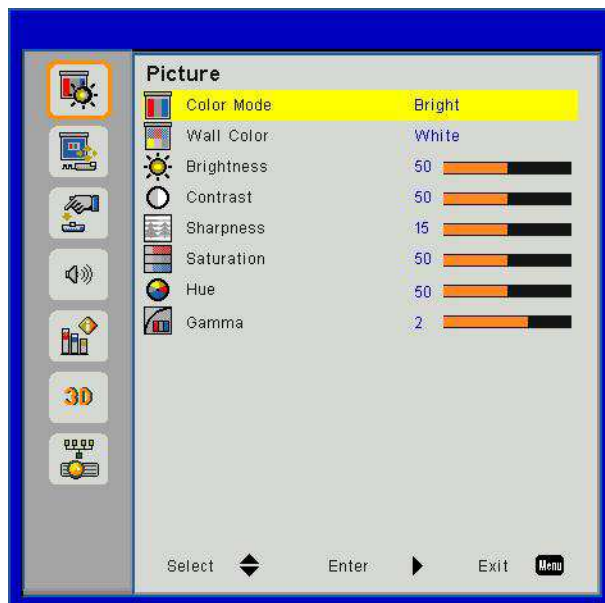 Picture
Color Mode Bright
Wall Color White
Brightness 50
Contrast 50
Sharpness 15
Saturation 50
Hue 50
Gamma 2
3D
Select Enter Exit Menu